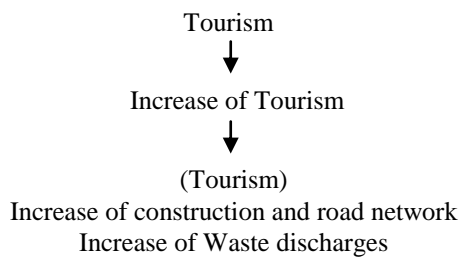 Tourism
Increase of Tourism
(Tourism)
Increase of construction and road network
Increase of Waste discharges